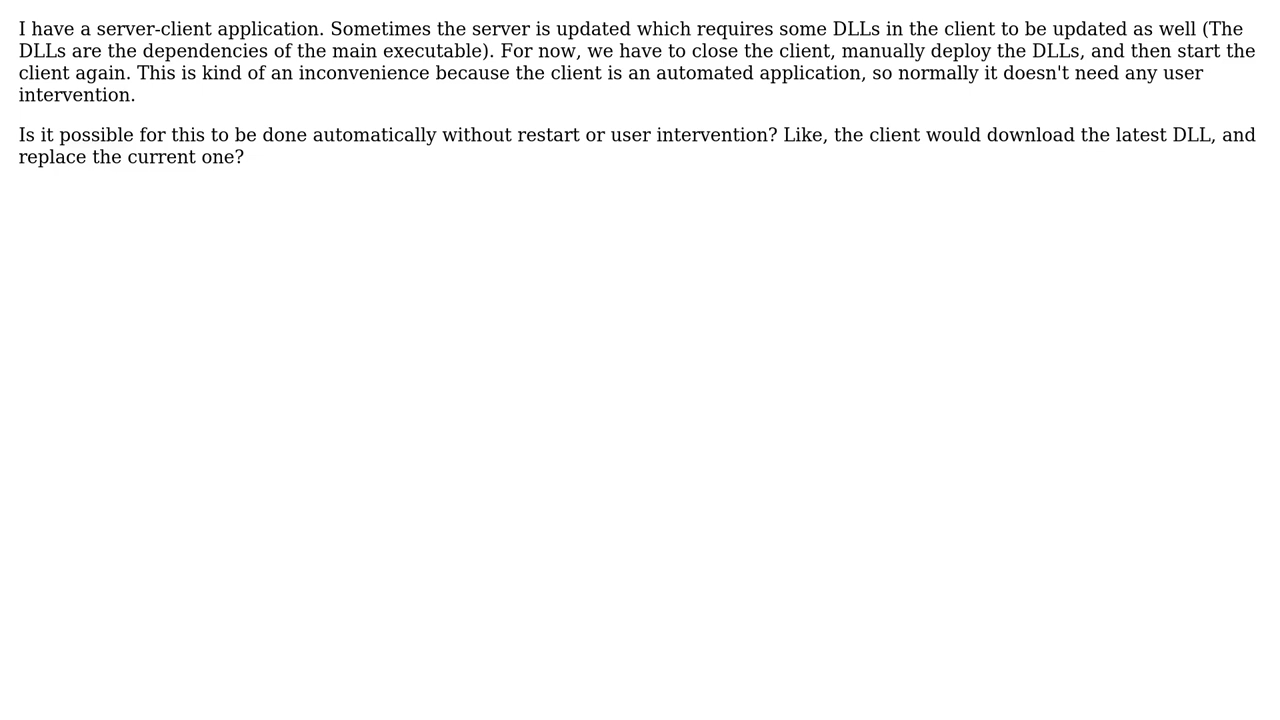 I have a server-client application. Sometimes the server is updated which requires some DLLs in the client to be updated as well (The
DLLs are the dependencies of the main executable). For now, we have to close the client, manually deploy the DLLs, and then start the
client again. This is kind of an inconvenience because the client is an automated application, so normally it doesn't need any user
intervention.
Is it possible for this to be done automatically without restart or user intervention? Like, the client would download the latest DLL, and
replace the current one?